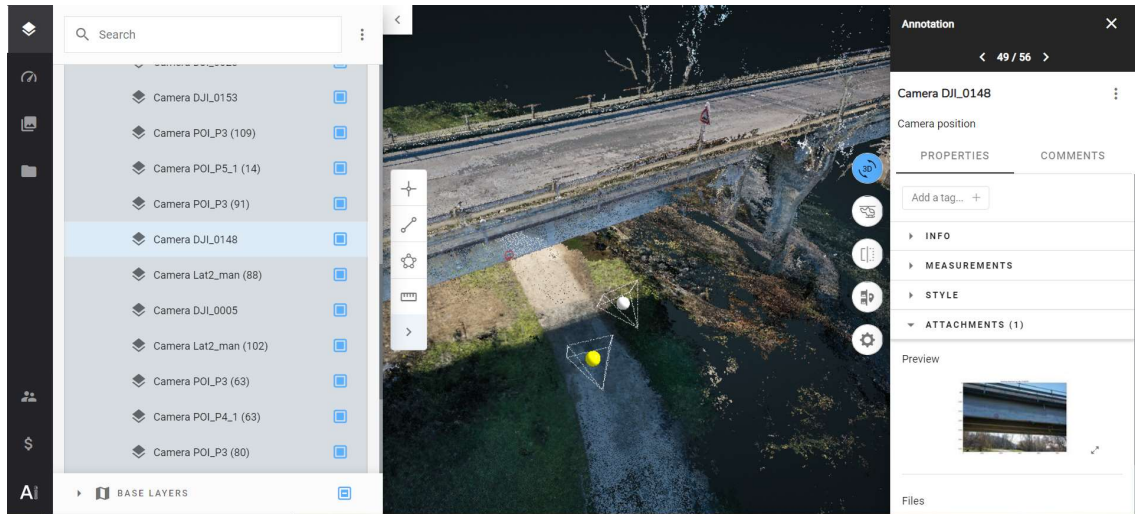 Search
Camera DJI_0153
Camera POI_P3 (109)
Camera POI_P5_1 (14)
Camera POI_P3 (91)
Camera DJI_0148
Camera Lat2_man (88)
Camera DJI_0005
Camera Lat2_man (102)
Camera POI_P3 (63)
Camera POI_P4_1 (63)
Camera POI_P3 (80)
BASE LAYERS
$
AI
3D
Annotation
49 / 56
Camera DJI_0148
Camera position
PROPERTIES
COMMENTS
Add a tag... +
INFO
MEASUREMENTS
STYLE
ATTACHMENTS (1)
Preview
Files